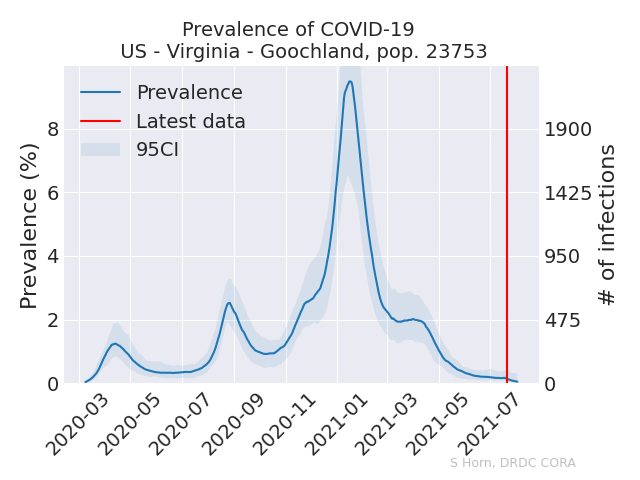 Prevalence of COVID-19
US - Virginia - Goochland, pop. 23753
Prevalence
Latest data
95CI
Prevalence (%)
8
6
4
2
0
1900
1425
950
475
0
# of infections
2020-03
2020-05
2020-07
2020-09
2020-11
2021-01
2021-03
2021-05
2021-07
S Horn, DRDC CORA